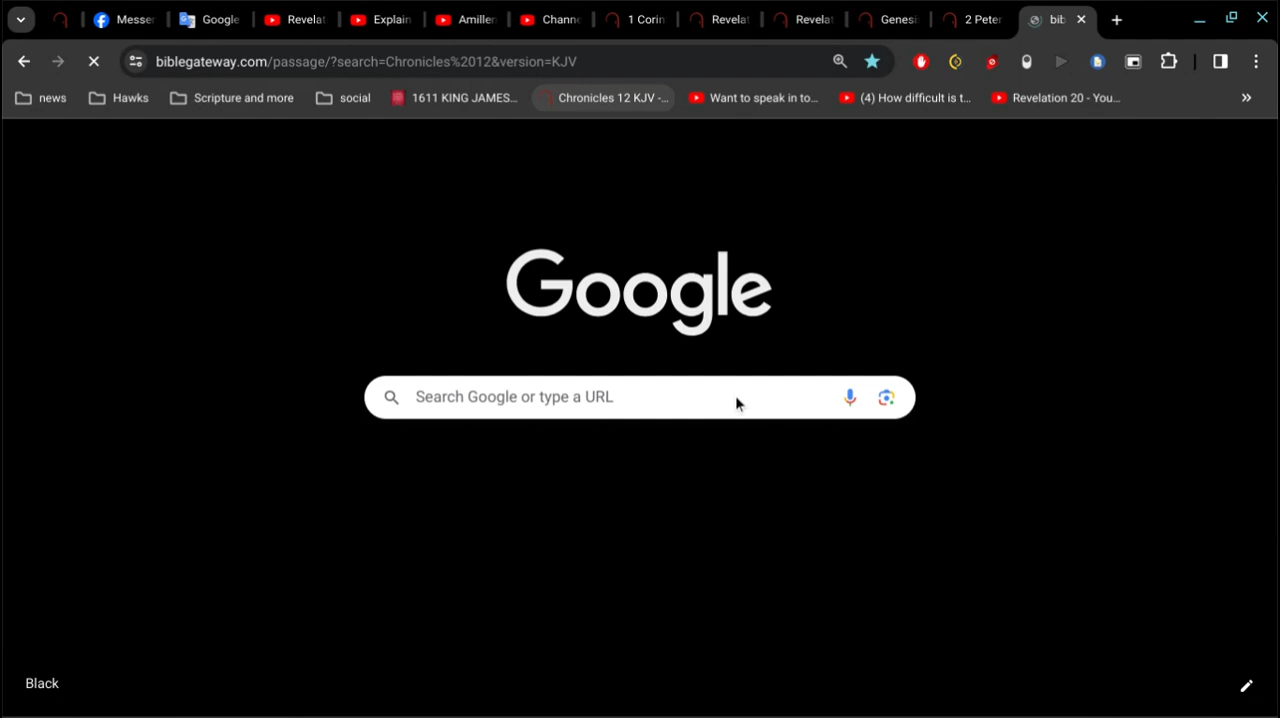 Messer Google Revelat Explain Amiller Channe 1 Corin Revelat Revelat Genesi 2 Peter bib
biblegateway.com/passage/?search=Chronicles%2012&version=KJV
news Hawks Scripture and more social 1611 KING JAMES... Chronicles 12 KJV -... Want to speak in to... (4) How difficult is t... Revelation 20 - You...
Google
Search Google or type a URL
Black